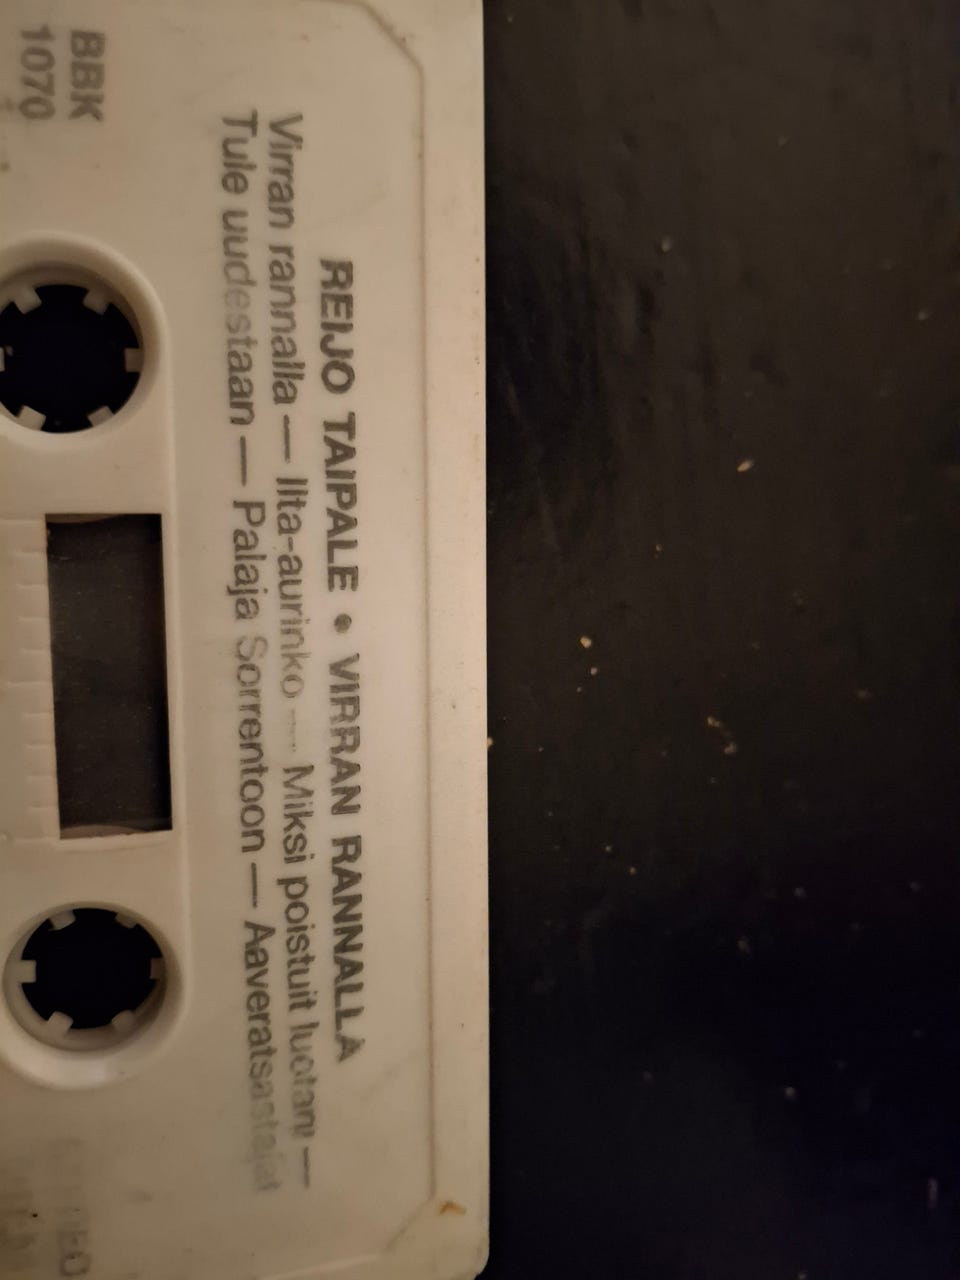 REIJO TAIPALE • VIRRAN RANNALLA
Virran rannalla — Ilta-aurinko — Miksi poistuit luotani —
Tule uudestaan — Palaja Sorrentoon — Aaveratsastajat
BBK
1070